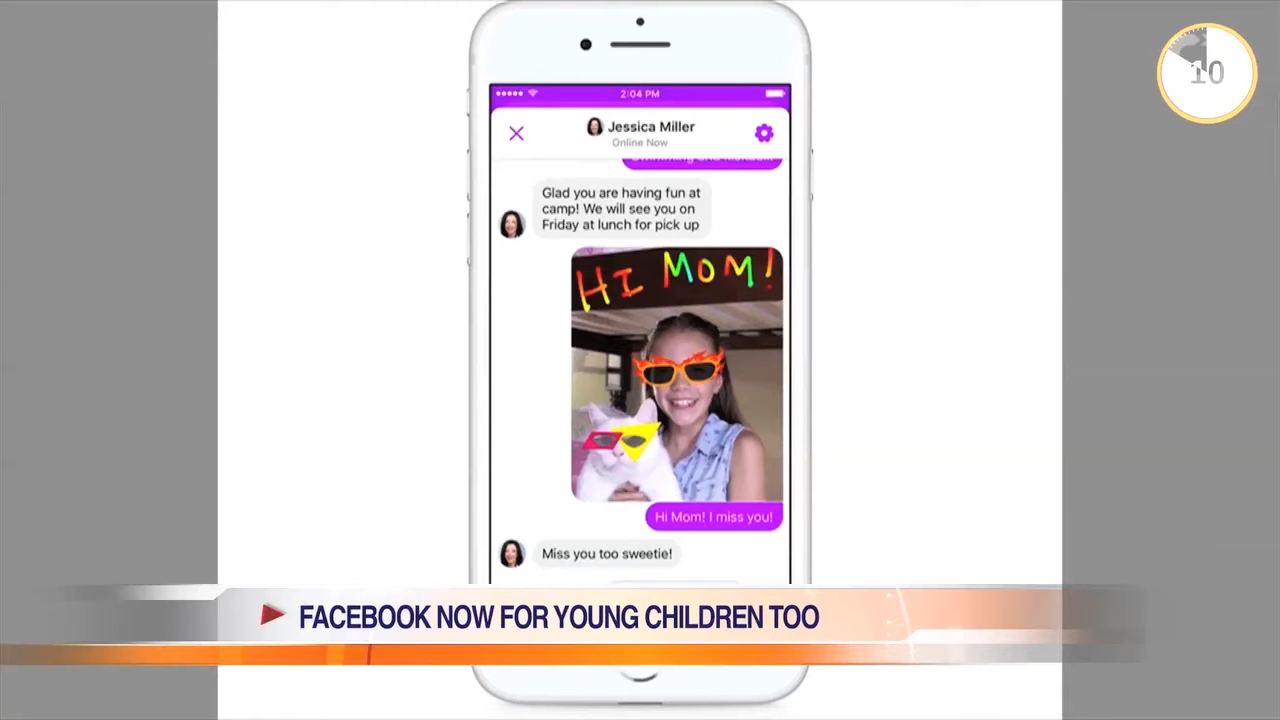 10
2:04 PM
Jessica Miller
Online Now
Glad you are having fun at
camp! We will see you on
Friday at lunch for pick up
HI MOM!
Hi Mom! I miss you!
Miss you too sweetie!
FACEBOOK NOW FOR YOUNG CHILDREN TOO